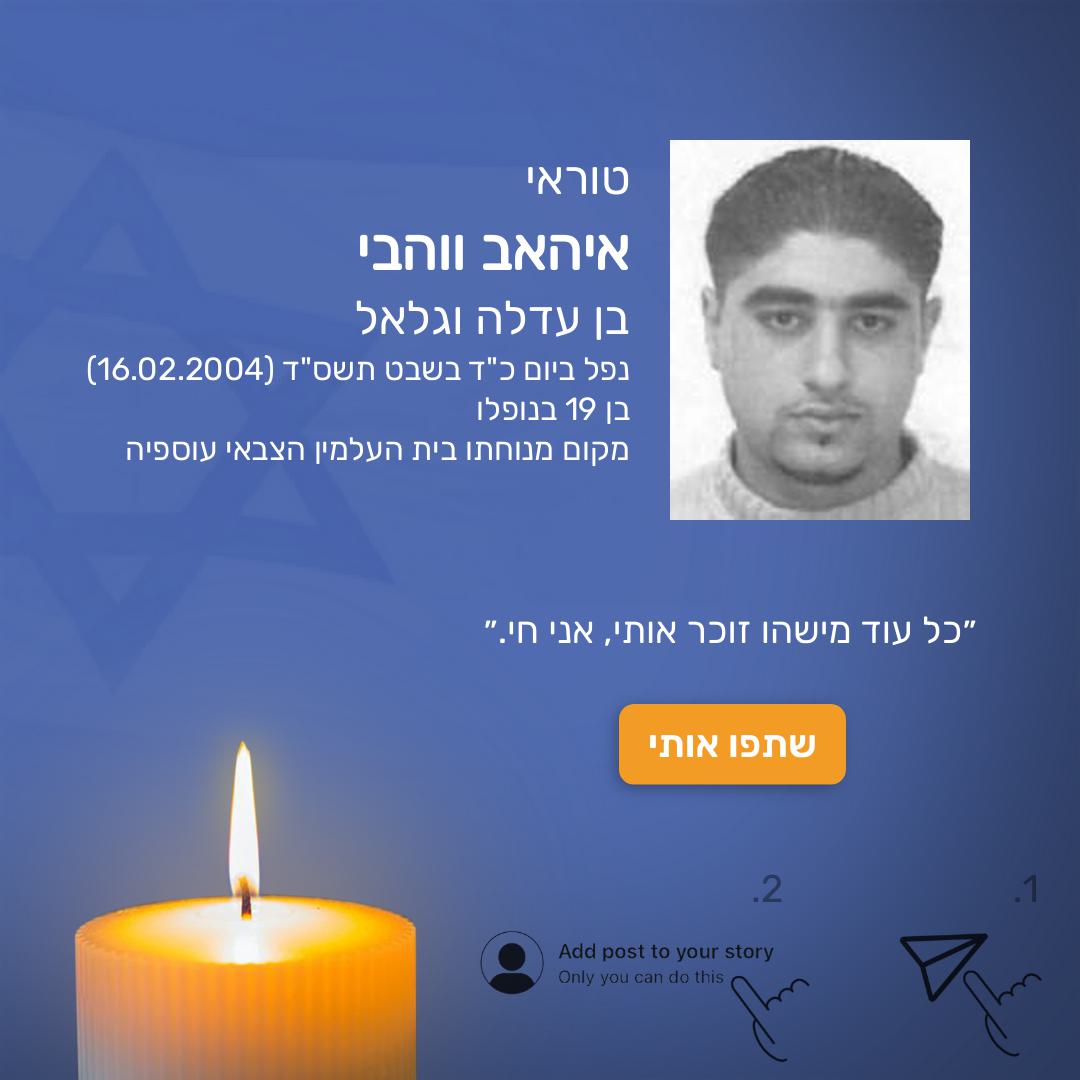 טוראי
איהאב ווהבי
בן עדלה וגלאל
נפל ביום כ"ד בשבט תשס"ד (16.02.2004)
בן 19 בנופלו
מקום מנוחתו בית העלמין הצבאי עוספיה
״כל עוד מישהו זוכר אותי, אני חי.״
שתפו אותי
1.
2.
Add post to your story
Only you can do this